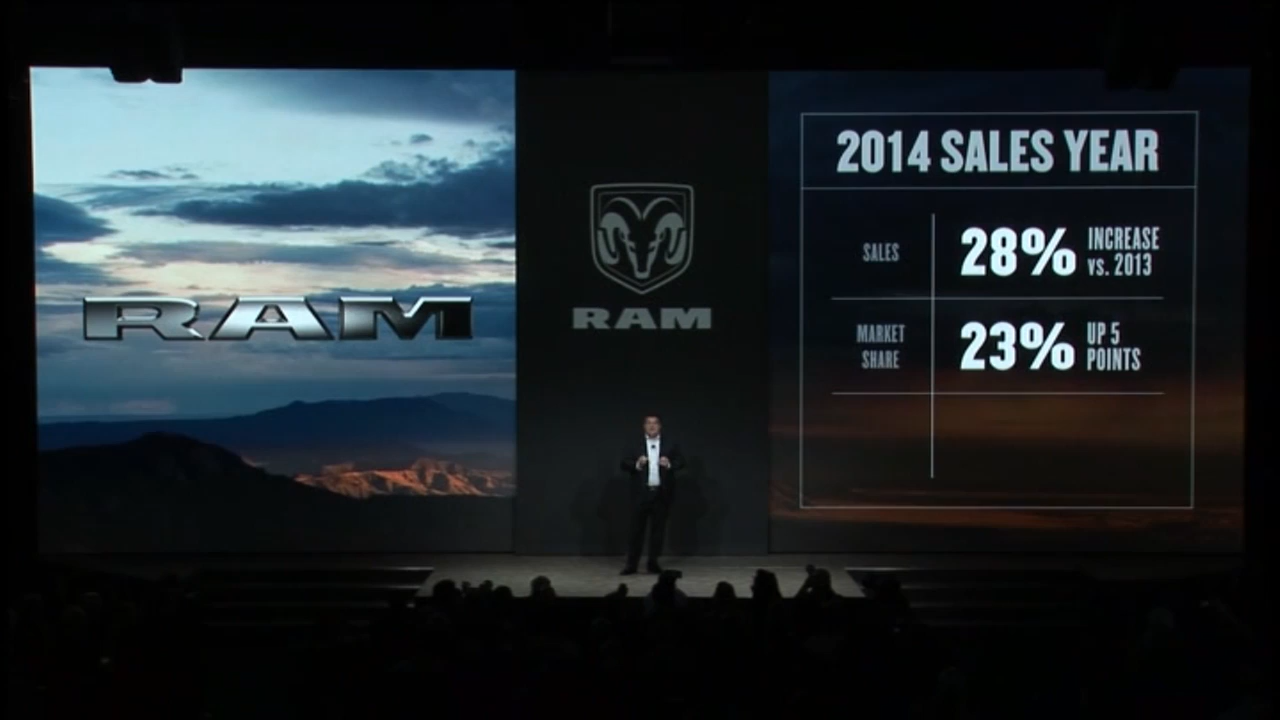 RAM
RAM
2014 SALES YEAR
SALES
28%
INCREASE
vs. 2013
MARKET
SHARE
23%
UP 5
POINTS